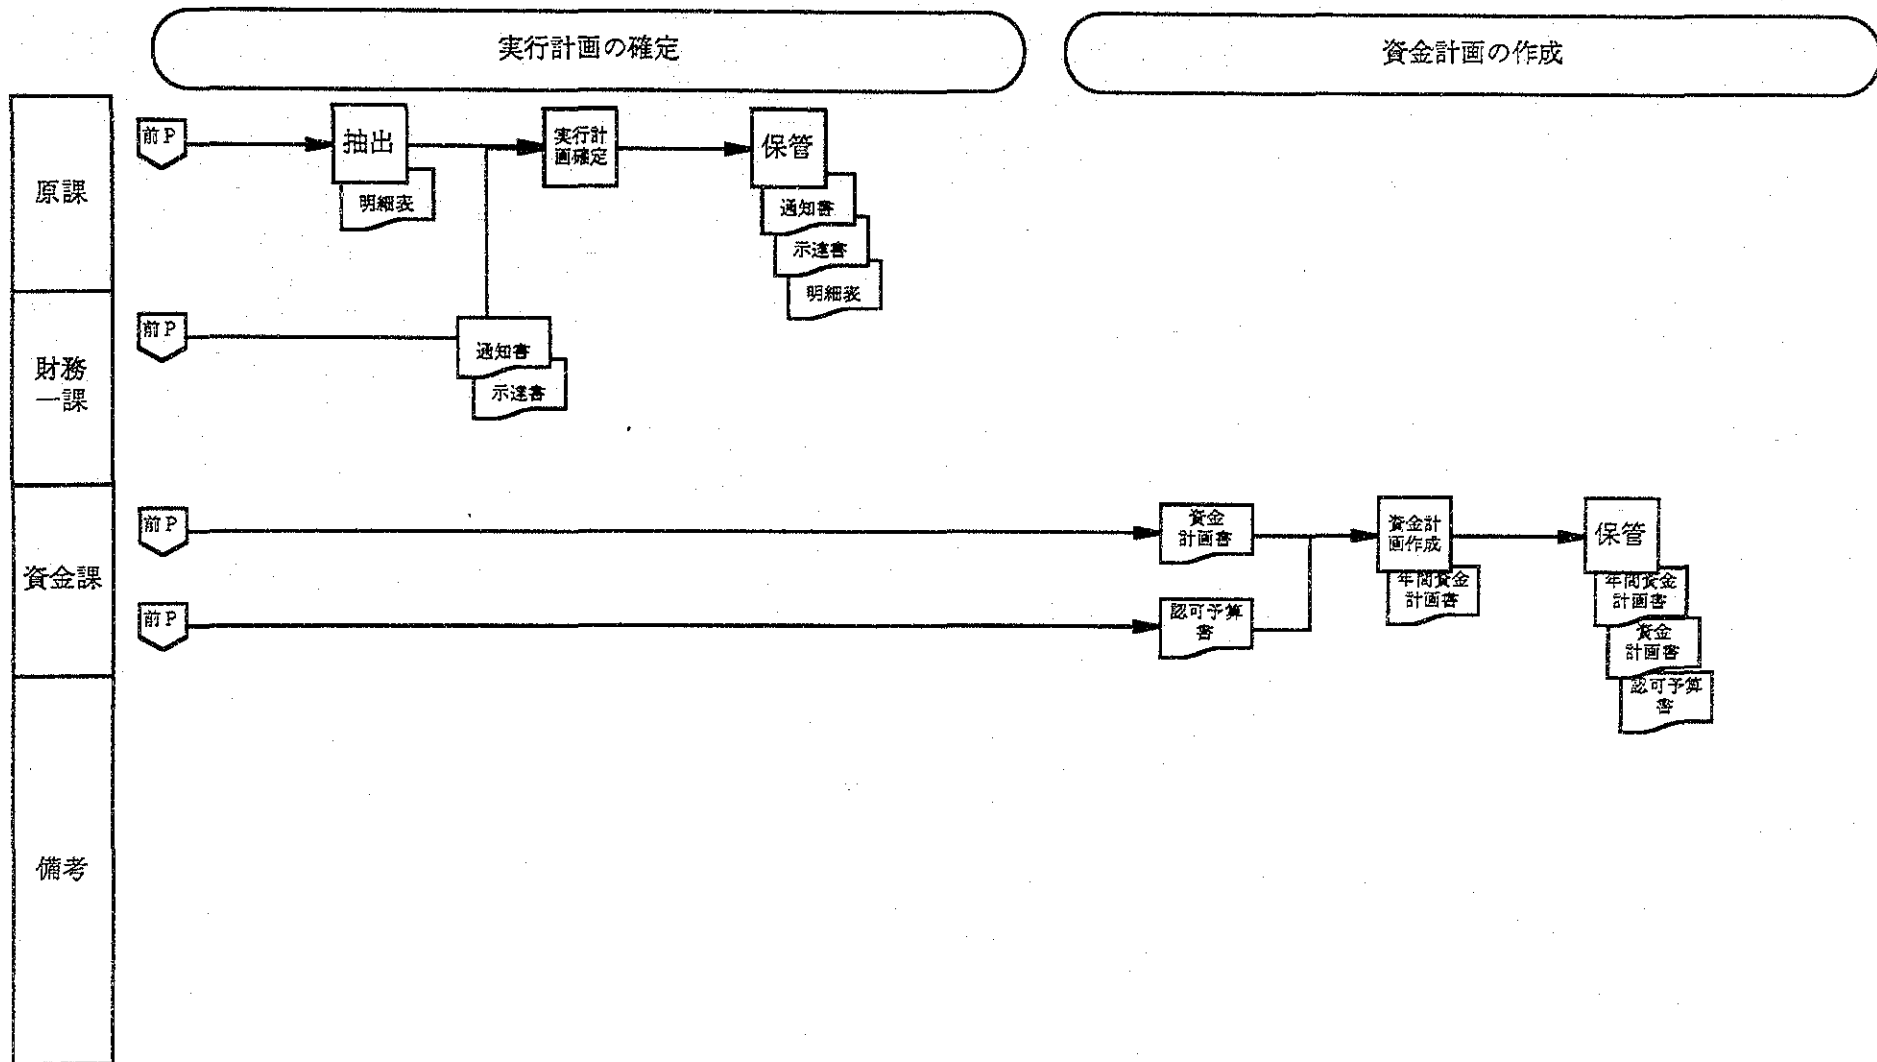 実行計画の確定
資金計画の作成
原課
前P
抽出
明細表
実行計
画確定
保管
通知書
示達書
明細表
財務
一課
前P
通知書
示達書
資金課
前P
資金
計画書
資金計
画作成
年間資金
計画書
保管
年間資金
計画書
資金
計画書
認可予算
書
前P
認可予算
書
備考